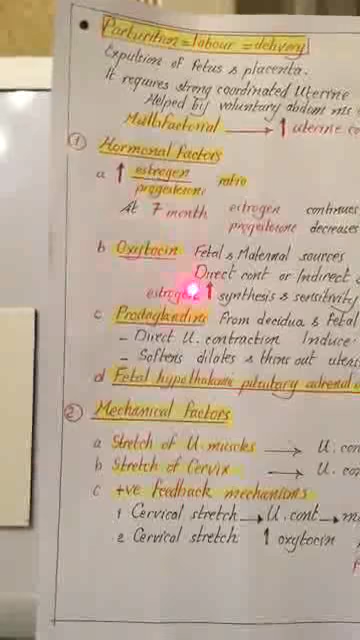 Parturition = labour = delivery
Expulsion of fetus & placenta.
It requires strong coordinated Uterine
Helped by voluntary abdom
Multifactorial → ↑ uterine
① Hormonal factors
a ↑ estrogen ratio
progesterone
At 7 month estrogen continues
progesterone decreases
b Oxytocin Fetal & Maternal sources
Direct cont or Indirect
estrogen ↑ synthesis & sensitivity
c Prostaglandins From decidua & fetal
- Direct U. contraction Induce
- Softens dilates & thins out
d Fetal hypothalamic pituitary adrenal
② Mechanical factors
a Stretch of U. muscles → U. con
b Stretch of Cervix → U. co
c +ve feedback mechanisms
1 Cervical stretch → U. cont → m
2 Cervical stretch ↑ oxytocin